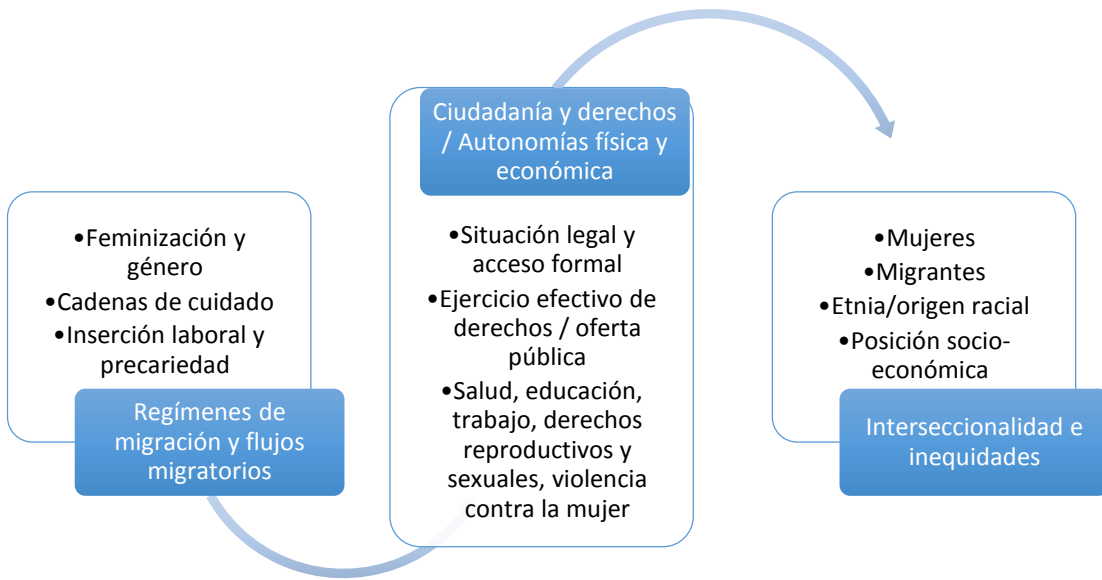 •Feminización y
género
•Cadenas de cuidado
•Inserción laboral y
precariedad
Regímenes de
migración y flujos
migratorios
Ciudadanía y derechos
/ Autonomías física y
económica
•Situación legal y
acceso formal
•Ejercicio efectivo de
derechos / oferta
pública
•Salud, educación,
trabajo, derechos
reproductivos y
sexuales, violencia
contra la mujer
•Mujeres
•Migrantes
•Etnia/origen racial
•Posición socio-
económica
Interseccionalidad e
inequidades